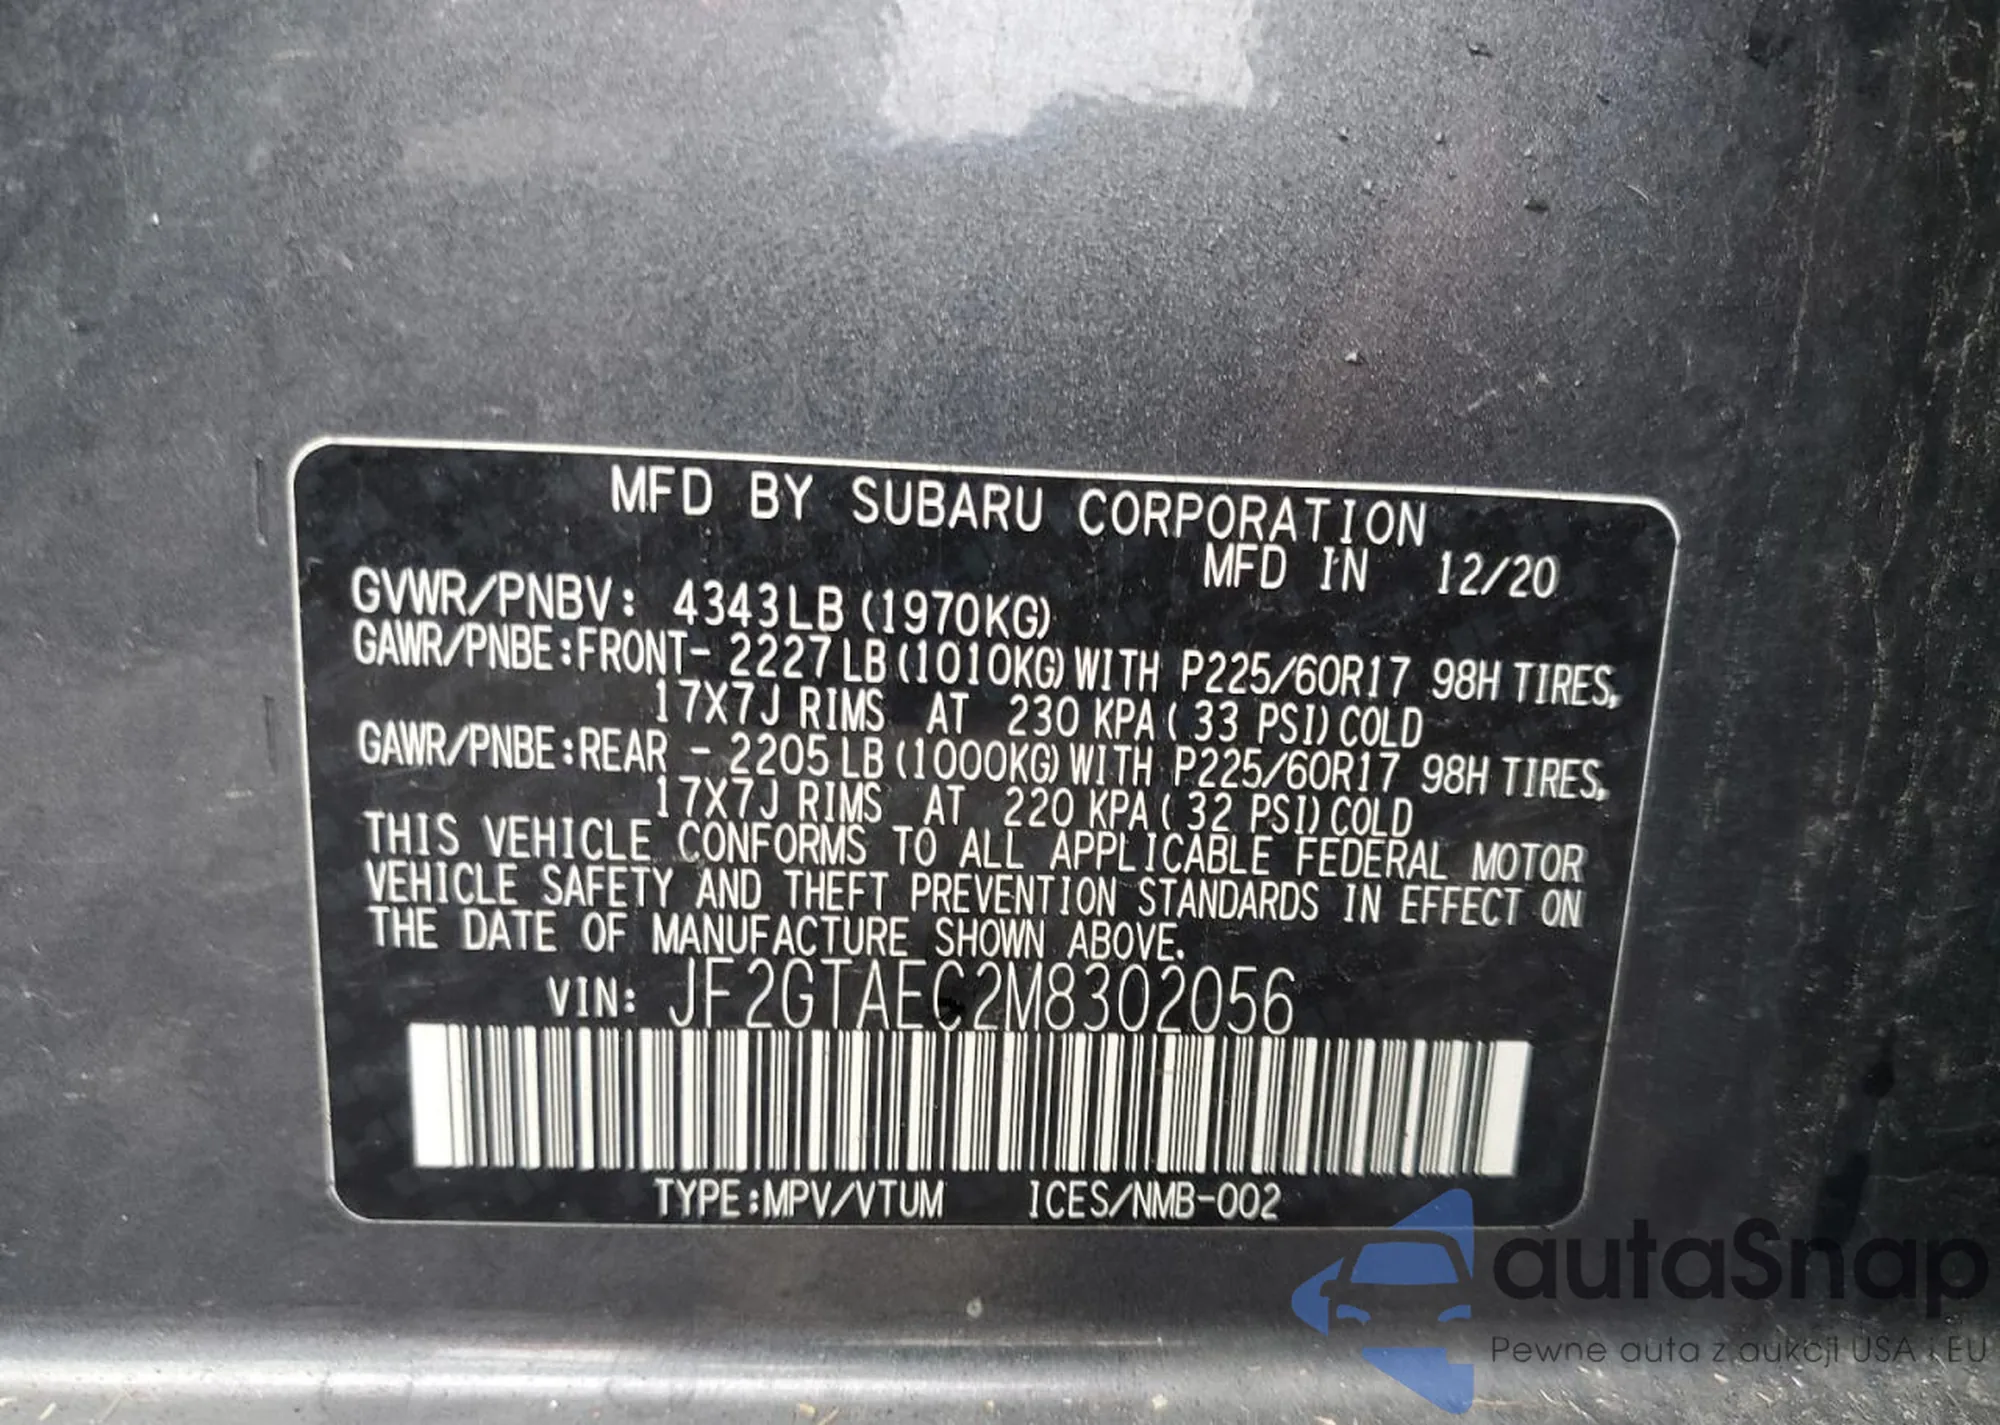 MFD BY SUBARU CORPORATION
MFD IN 12/20
GVWR/PNBV: 4343LB (1970KG)
GAWR/PNBE:FRONT- 2227LB (1010KG) WITH P225/60R17 98H TIRES,
17X7J RIMS AT 230 KPA( 33 PSI) COLD
GAWR/PNBE:REAR - 2205LB (1000KG) WITH P225/60R17 98H TIRES,
17X7J RIMS AT 220 KPA( 32 PSI) COLD
THIS VEHICLE CONFORMS TO ALL APPLICABLE FEDERAL MOTOR
VEHICLE SAFETY AND THEFT PREVENTION STANDARDS IN EFFECT ON
THE DATE OF MANUFACTURE SHOWN ABOVE.
VIN: JF2GTAEC2M8302056
TYPE:MPV/VTUM ICES/NMB-002
autaSnap
Pewne auta z aukcji USA i EU